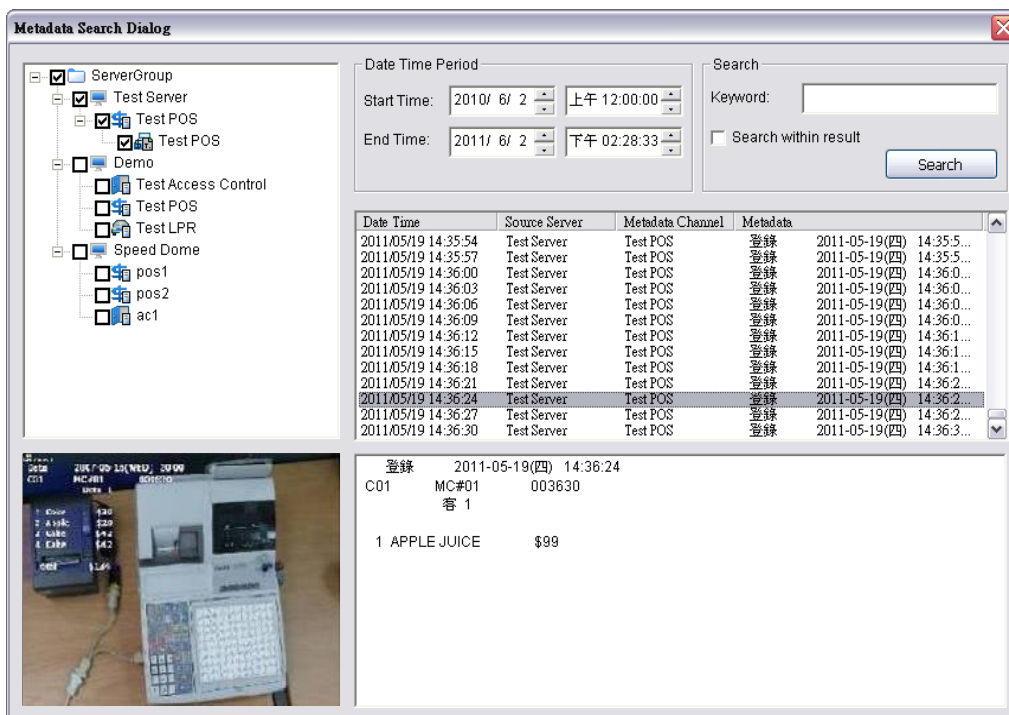 Metadata Search Dialog
ServerGroup
Test Server
Test POS
Test POS
Demo
Test Access Control
Test POS
Test LPR
Speed Dome
pos1
pos2
ac1
Date Time Period
Start Time: 2010/ 6/ 2 上午 12:00:00
End Time: 2011/ 6/ 2 下午 02:28:33
Search
Keyword:
Search within result
Search
Date Time Source Server Metadata Channel Metadata
2011/05/19 14:35:54 Test Server Test POS 登錄 2011-05-19(四) 14:35:5...
2011/05/19 14:35:57 Test Server Test POS 登錄 2011-05-19(四) 14:35:5...
2011/05/19 14:36:00 Test Server Test POS 登錄 2011-05-19(四) 14:36:0...
2011/05/19 14:36:03 Test Server Test POS 登錄 2011-05-19(四) 14:36:0...
2011/05/19 14:36:06 Test Server Test POS 登錄 2011-05-19(四) 14:36:0...
2011/05/19 14:36:09 Test Server Test POS 登錄 2011-05-19(四) 14:36:0...
2011/05/19 14:36:12 Test Server Test POS 登錄 2011-05-19(四) 14:36:1...
2011/05/19 14:36:15 Test Server Test POS 登錄 2011-05-19(四) 14:36:1...
2011/05/19 14:36:18 Test Server Test POS 登錄 2011-05-19(四) 14:36:1...
2011/05/19 14:36:21 Test Server Test POS 登錄 2011-05-19(四) 14:36:2...
2011/05/19 14:36:24 Test Server Test POS 登錄 2011-05-19(四) 14:36:2...
2011/05/19 14:36:27 Test Server Test POS 登錄 2011-05-19(四) 14:36:2...
2011/05/19 14:36:30 Test Server Test POS 登錄 2011-05-19(四) 14:36:3...
C01 MC#01
2 Apple $20
3 Cake $42
4 Cake $42
登錄 2011-05-19(四) 14:36:24
C01 MC#01 003630
客 1
1 APPLE JUICE $99